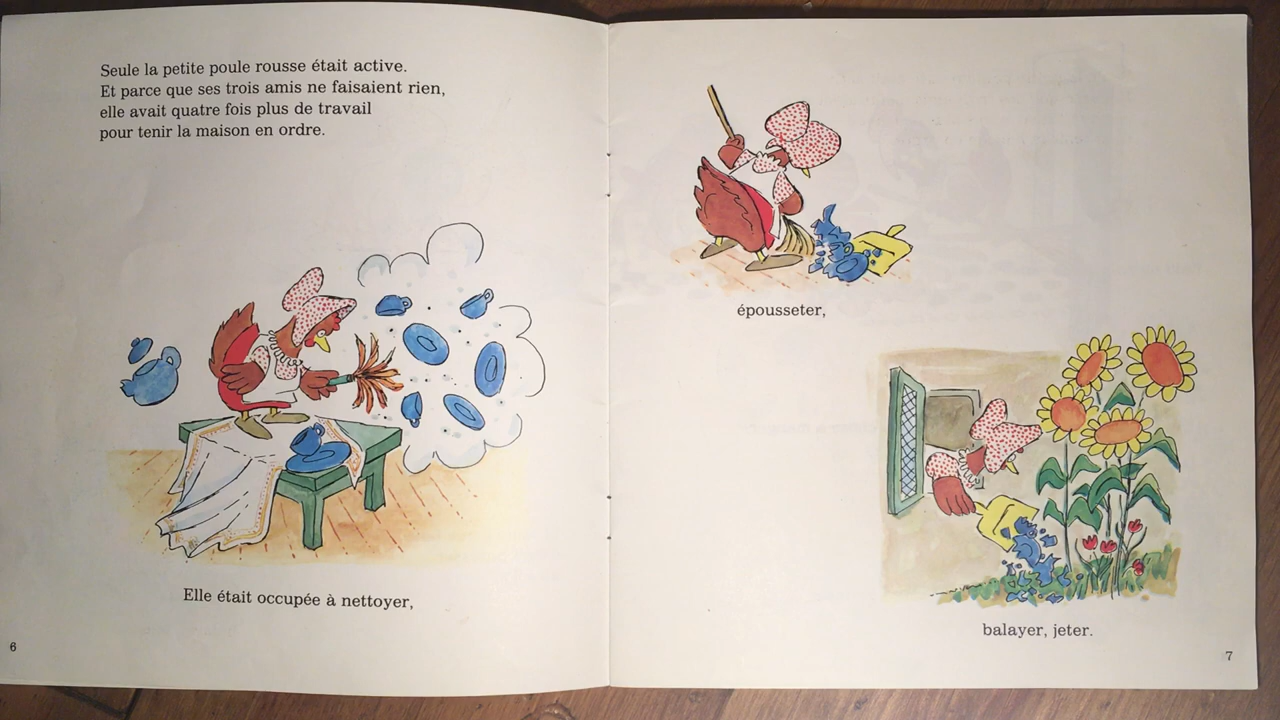 Seule la petite poule rousse était active.
Et parce que ses trois amis ne faisaient rien,
elle avait quatre fois plus de travail
pour tenir la maison en ordre.
Elle était occupée à nettoyer,
6
épousseter,
balayer, jeter.
7